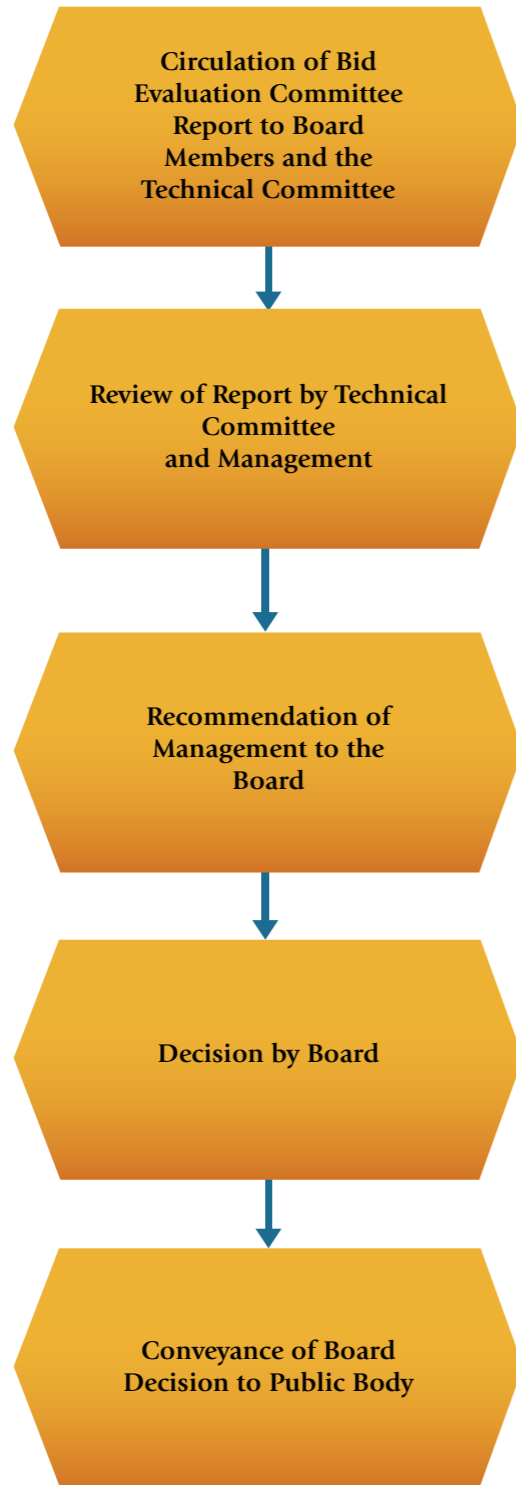 Circulation of Bid
Evaluation Committee
Report to Board
Members and the
Technical Committee
Review of Report by Technical
Committee
and Management
Recommendation of
Management to the
Board
Decision by Board
Conveyance of Board
Decision to Public Body